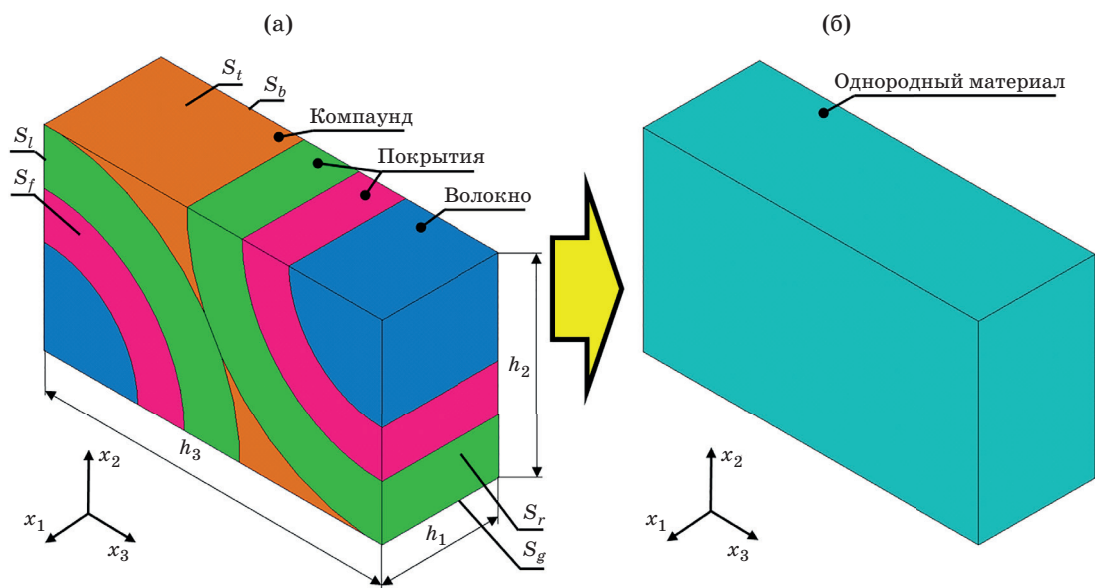 (а)
(б)
S_t
S_b
Компаунд
Покрытия
Волокно
S_l
S_f
h_2
h_3
h_1
S_r
S_g
x_2
x_1
x_3
Однородный материал
x_2
x_1
x_3